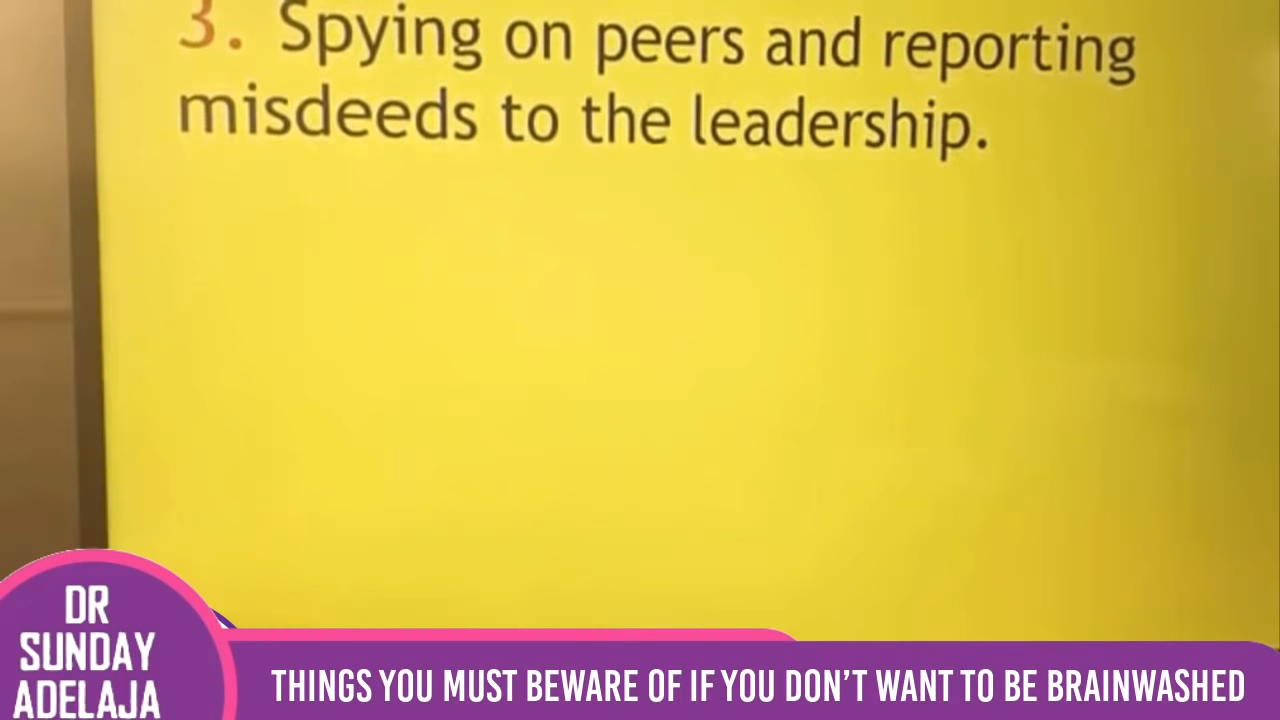 3. Spying on peers and reporting
misdeeds to the leadership.
DR
SUNDAY
ADELAJA
THINGS YOU MUST BEWARE OF IF YOU DON'T WANT TO BE BRAINWASHED